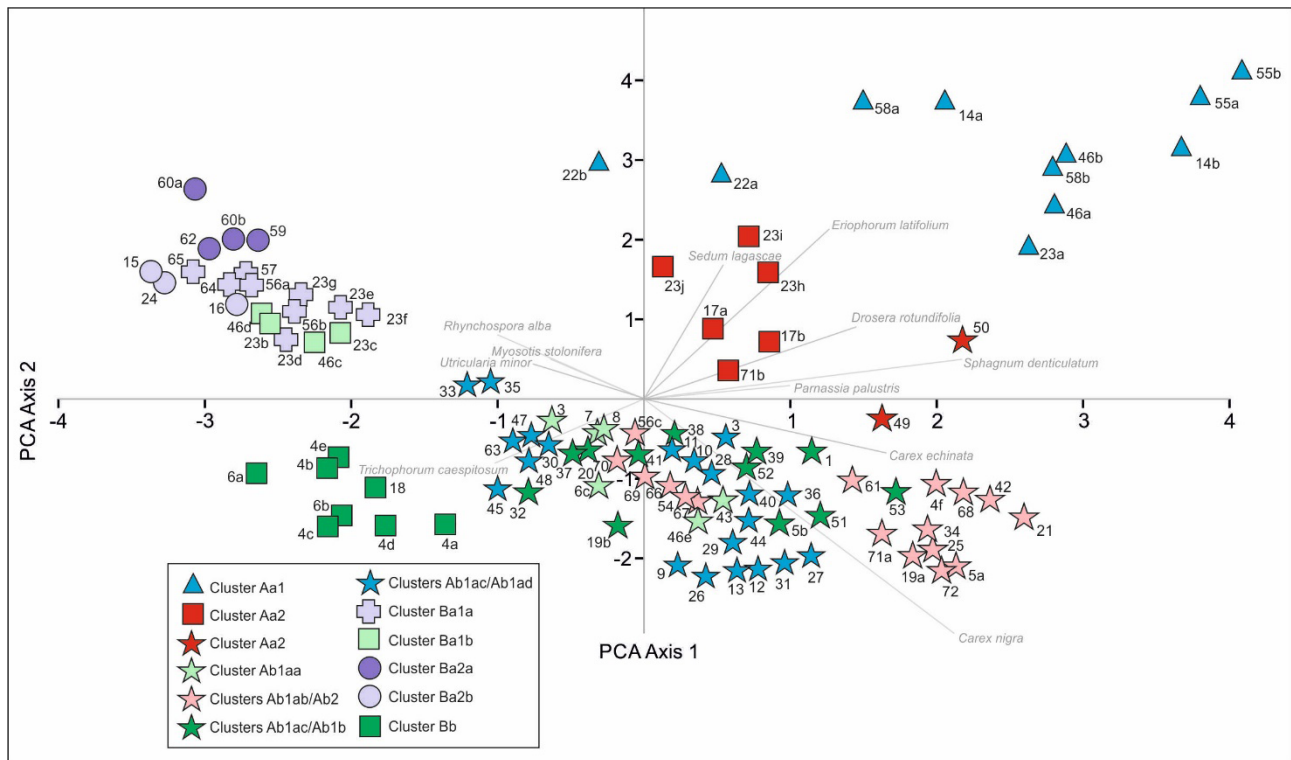 4
55b
58a
14a
55a
3
22b
22a
46b
58b
14b
46a
60a
60b
59
62
2
23i
Eriophorum latifolium
23a
Sedum lagascae
65
57
15
23j
23h
64
56a
23g
23e
24
16
23f
1
17a
Drosera rotundifolia
50
46d
56b
17b
23b
23c
Rhynchospora alba
23d
46c
Myosotis stolonifera
71b
Sphagnum denticulatum
Utricularia minor
33
35
Parnassia palustris
-4
-3
-2
-1
1
2
3
4
PCA Axis 2
47
3
7
8
56c
38
3
49
4e
63
11
10
39
1
Carex echinata
4b
30
37
20
70
41
28
52
6a
Trichophorum caespitosum
-1
18
48
6c
69
66
40
36
61
4f
68
42
45
32
54
67
43
53
21
6b
19b
46e
44
5b
51
34
4c
4d
4a
29
71a
25
-2
19a
5a
9
26
13
12
31
27
72
Carex nigra
PCA Axis 1
Cluster Aa1
Cluster Aa2
Cluster Aa2
Cluster Ab1aa
Clusters Ab1ab/Ab2
Clusters Ab1ac/Ab1b
Clusters Ab1ac/Ab1ad
Cluster Ba1a
Cluster Ba1b
Cluster Ba2a
Cluster Ba2b
Cluster Bb